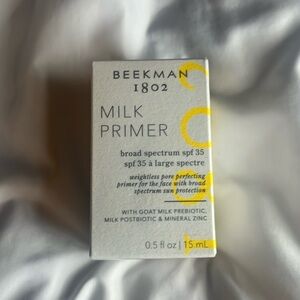 BEEKMAN
1802
MILK
PRIMER
broad spectrum spf 35
spf 35 à large spectre
weightless pore perfecting
primer for the face with broad
spectrum sun protection
WITH GOAT MILK PREBIOTIC,
MILK POSTBIOTIC & MINERAL ZINC
0.5 fl oz | 15 mL